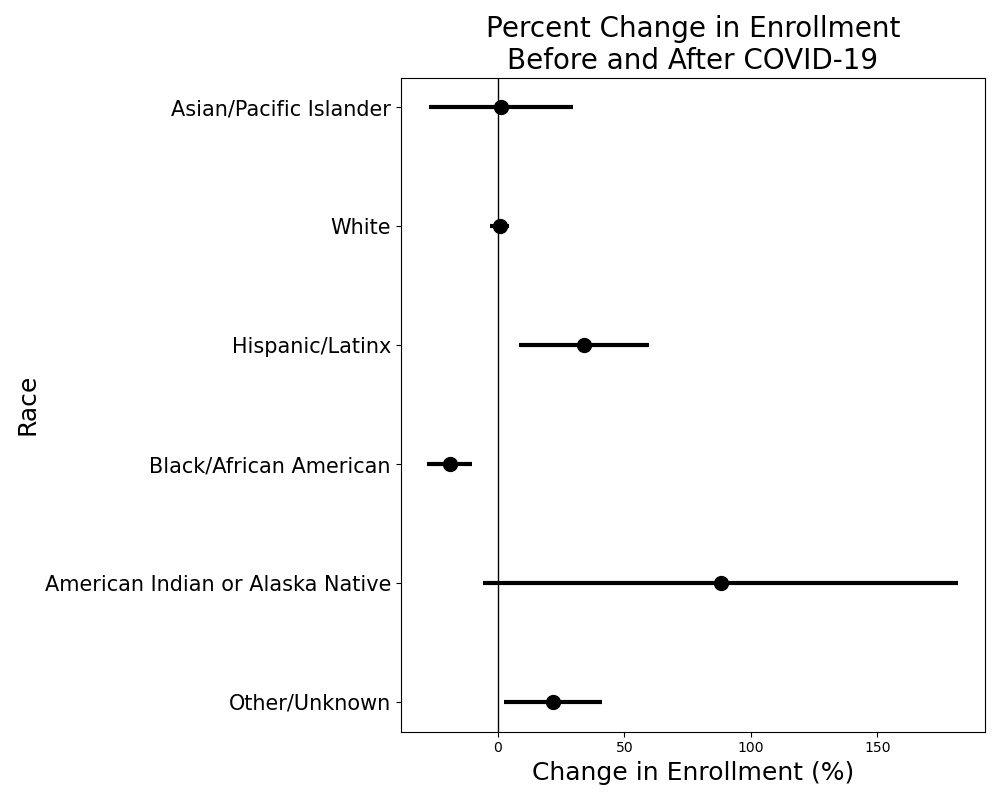 Percent Change in Enrollment
Before and After COVID-19
Asian/Pacific Islander
White
Hispanic/Latinx
Black/African American
American Indian or Alaska Native
Other/Unknown
Race
0 50 100 150
Change in Enrollment (%)